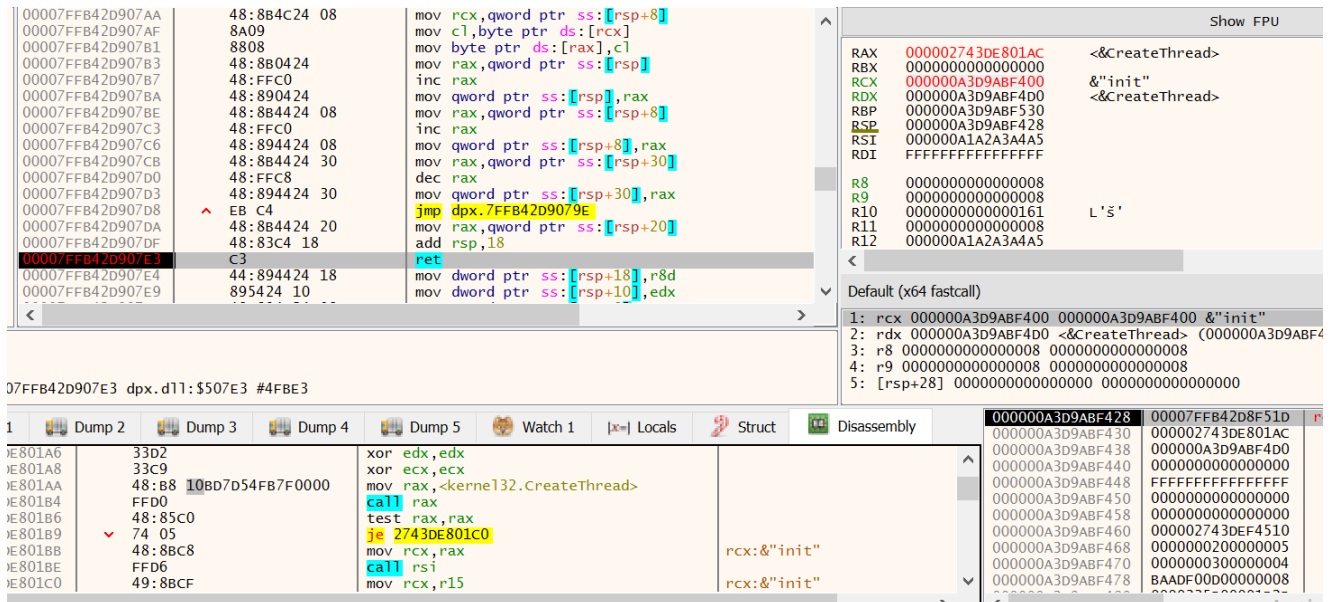 00007FFB42D907AA 48:8B4C24 08 mov rcx,qword ptr ss:[rsp+8]
00007FFB42D907AF 8A09 mov cl,byte ptr ds:[rcx]
00007FFB42D907B1 8808 mov byte ptr ds:[rax],cl
00007FFB42D907B3 48:8B0424 mov rax,qword ptr ss:[rsp]
00007FFB42D907B7 48:FFC0 inc rax
00007FFB42D907BA 48:890424 mov qword ptr ss:[rsp],rax
00007FFB42D907BE 48:8B4424 08 mov rax,qword ptr ss:[rsp+8]
00007FFB42D907C3 48:FFC0 inc rax
00007FFB42D907C6 48:894424 08 mov qword ptr ss:[rsp+8],rax
00007FFB42D907CB 48:8B4424 30 mov rax,qword ptr ss:[rsp+30]
00007FFB42D907D0 48:FFC8 dec rax
00007FFB42D907D3 48:894424 30 mov qword ptr ss:[rsp+30],rax
00007FFB42D907D8 EB C4 jmp dpx.7FFB42D9079E
00007FFB42D907DA 48:8B4424 20 mov rax,qword ptr ss:[rsp+20]
00007FFB42D907DF 48:83C4 18 add rsp,18
00007FFB42D907E3 C3 ret
00007FFB42D907E4 44:894424 18 mov dword ptr ss:[rsp+18],r8d
00007FFB42D907E9 895424 10 mov dword ptr ss:[rsp+10],edx
Show FPU
RAX 000002743DE801AC <&CreateThread>
RBX 0000000000000000
RCX 000000A3D9ABF400 &"init"
RDX 000000A3D9ABF4D0 <&CreateThread>
RBP 000000A3D9ABF530
RSP 000000A3D9ABF428
RSI 000000A1A2A3A4A5
RDI FFFFFFFFFFFFFFFF
R8 0000000000000008
R9 0000000000000008
R10 0000000000000161 L'š'
R11 0000000000000008
R12 000000A1A2A3A4A5
Default (x64 fastcall)
1: rcx 000000A3D9ABF400 000000A3D9ABF400 &"init"
2: rdx 000000A3D9ABF4D0 <&CreateThread> (000000A3D9ABF4
3: r8 0000000000000008 0000000000000008
4: r9 0000000000000008 0000000000000008
5: [rsp+28] 0000000000000000 0000000000000000
07FFB42D907E3 dpx.dll:$507E3 #4FBE3
1 Dump 2 Dump 3 Dump 4 Dump 5 Watch 1 |x=| Locals Struct Disassembly
DE801A6 33D2 xor edx,edx
DE801A8 33C9 xor ecx,ecx
DE801AA 48:B8 10BD7D54FB7F0000 mov rax,<kernel32.CreateThread>
DE801B4 FFD0 call rax
DE801B6 48:85C0 test rax,rax
DE801B9 74 05 je 2743DE801C0
DE801BB 48:8BC8 mov rcx,rax rcx:&"init"
DE801BE FFD6 call rsi
DE801C0 49:8BCF mov rcx,r15 rcx:&"init"
000000A3D9ABF428 00007FFB42D8F51D r
000000A3D9ABF430 000002743DE801AC
000000A3D9ABF438 000000A3D9ABF4D0
000000A3D9ABF440 0000000000000000
000000A3D9ABF448 FFFFFFFFFFFFFFFF
000000A3D9ABF450 0000000000000000
000000A3D9ABF458 0000000000000000
000000A3D9ABF460 000002743DEF4510
000000A3D9ABF468 0000000200000005
000000A3D9ABF470 0000000300000004
000000A3D9ABF478 BAADF00D00000008